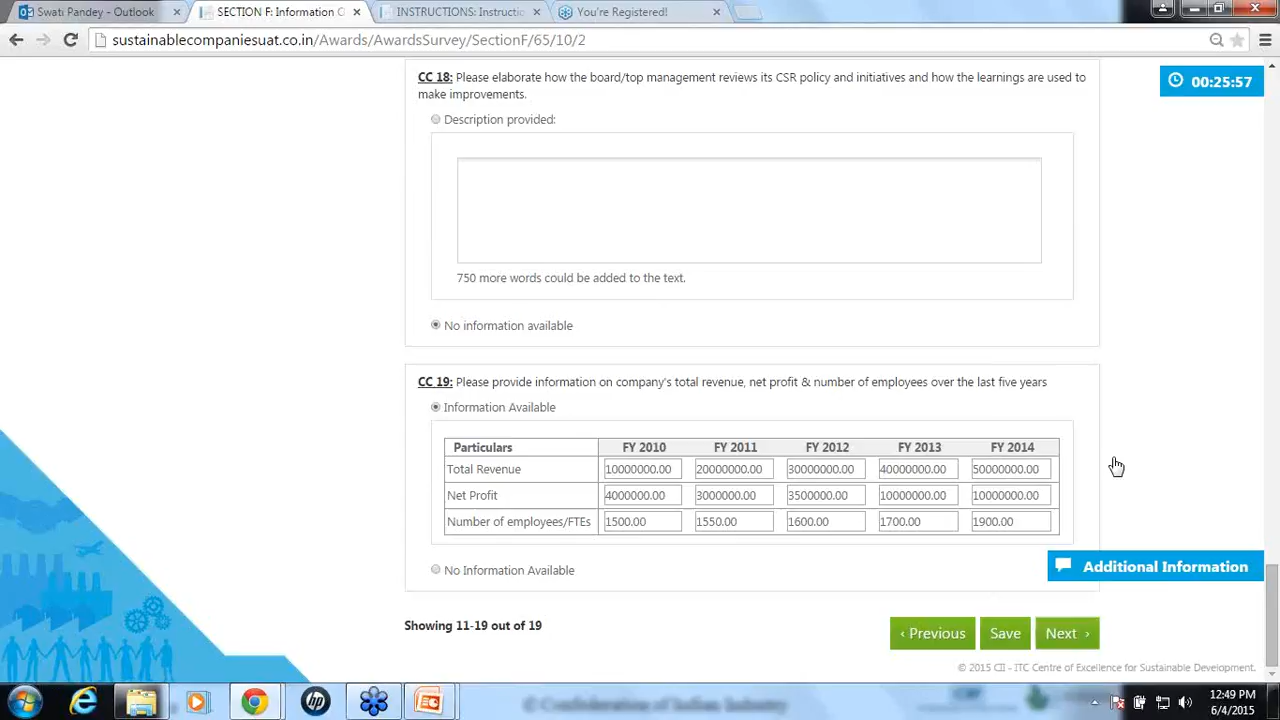 Swati Pandey - Outlook
SECTION F: Information
INSTRUCTIONS: Instructi
You're Registered!
sustainablecompaniesuat.co.in/Awards/AwardsSurvey/SectionF/65/10/2
00:25:57
CC 18: Please elaborate how the board/top management reviews its CSR policy and initiatives and how the learnings are used to
make improvements.
Description provided:
750 more words could be added to the text.
No information available
CC 19: Please provide information on company's total revenue, net profit & number of employees over the last five years
Information Available
Particulars FY 2010 FY 2011 FY 2012 FY 2013 FY 2014
Total Revenue 10000000.00 20000000.00 30000000.00 40000000.00 50000000.00
Net Profit 4000000.00 3000000.00 3500000.00 10000000.00 10000000.00
Number of employees/FTEs 1500.00 1550.00 1600.00 1700.00 1900.00
No Information Available
Additional Information
Showing 11-19 out of 19
‹ Previous Save Next ›
© 2015 CII - ITC Centre of Excellence for Sustainable Development.
12:49 PM
6/4/2015